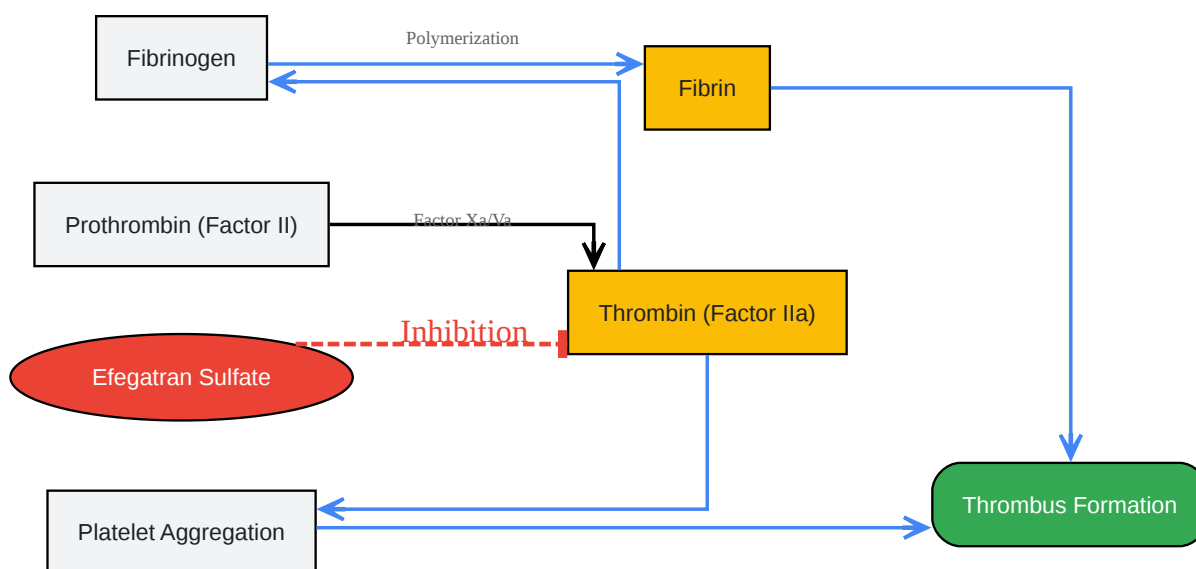 Fibrinogen
Polymerization
Fibrin
Prothrombin (Factor II)
Factor Xa/Va
Thrombin (Factor IIa)
Inhibition
Efegatran Sulfate
Thrombus Formation
Platelet Aggregation